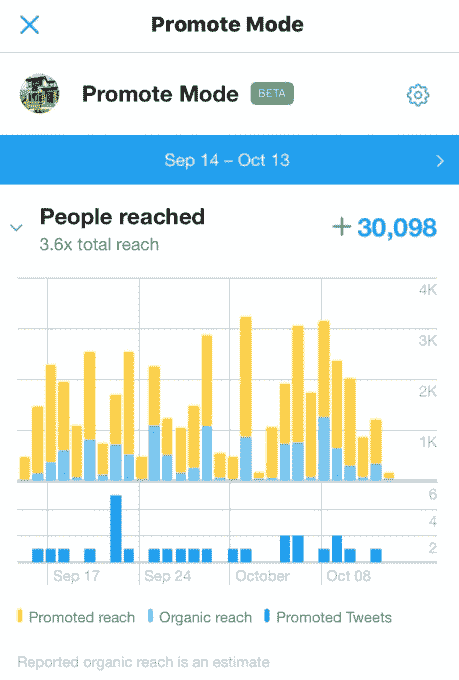 Promote Mode
Promote Mode BETA
Sep 14 – Oct 13
People reached
+ 30,098
3.6x total reach
4K
3K
2K
1K
6
4
2
Sep 17 Sep 24 October Oct 08
Promoted reach Organic reach Promoted Tweets
Reported organic reach is an estimate